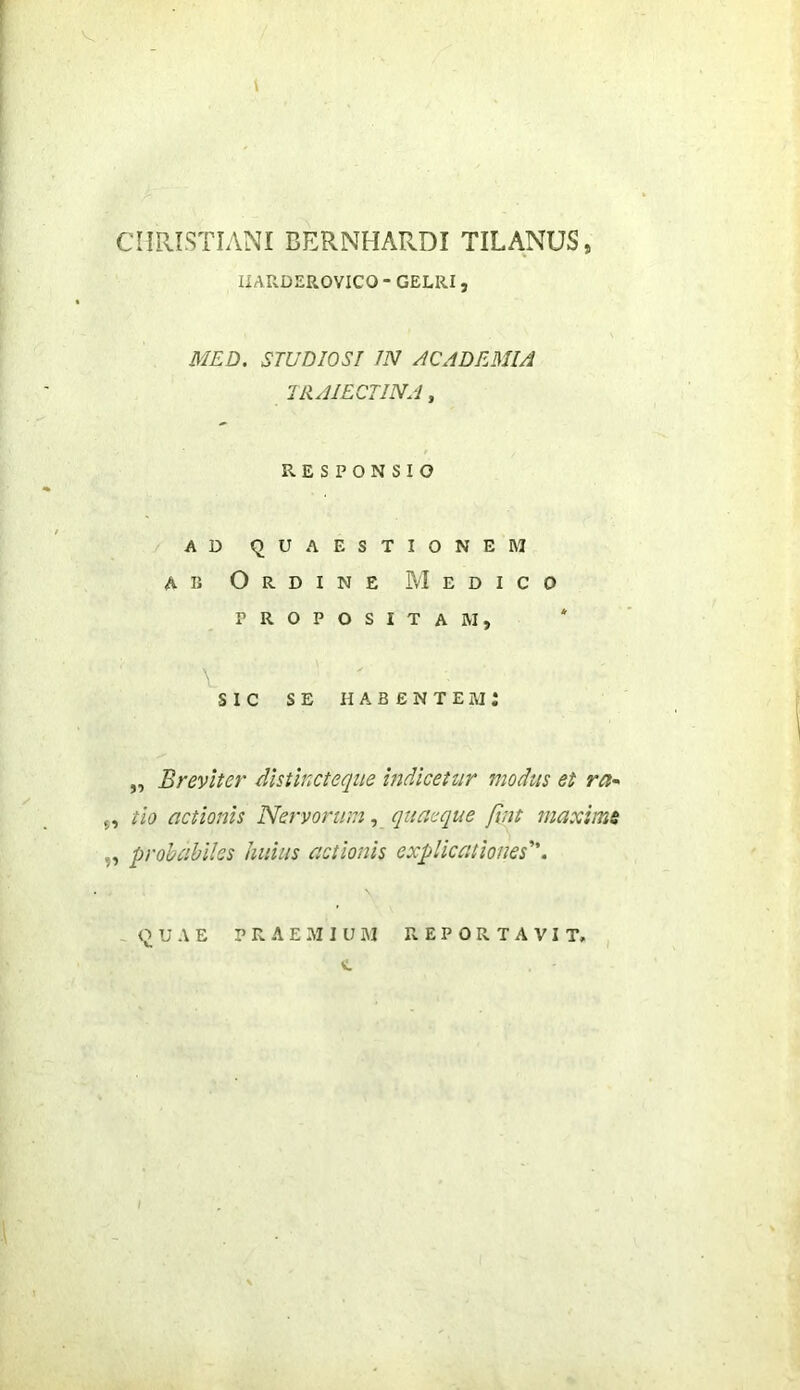 CHRISTIANI BERNHARDI TILANUS,
HARDEROVICO-GELRI,
MED. STUDIOSI IN ACADEMIA
TRAIECTINA,
RESPONSIO
AD QUAESTIONEM
AB ORDINE MEDICO
PROPOSITAM,
SIC SE HABENTEM:
„ Breviter distincteque indicetur modus et ra-
„ tio actionis Nervorum, quaeque ſint maxime
„ probabiles huius actionis explicationes”.
QUAE PRAEMIUM REPORTAVIT.